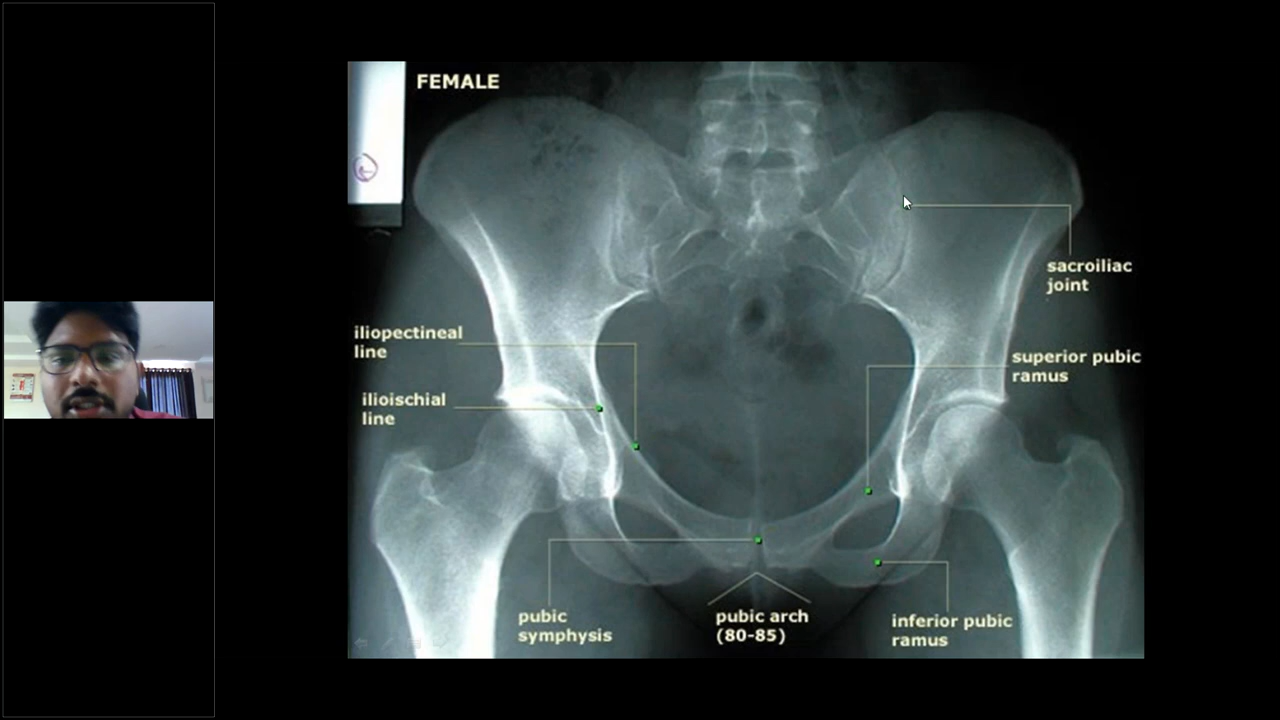 FEMALE
sacroiliac
joint
iliopectineal
line
superior pubic
ramus
ilioischial
line
pubic
symphysis
pubic arch
(80-85)
inferior pubic
ramus